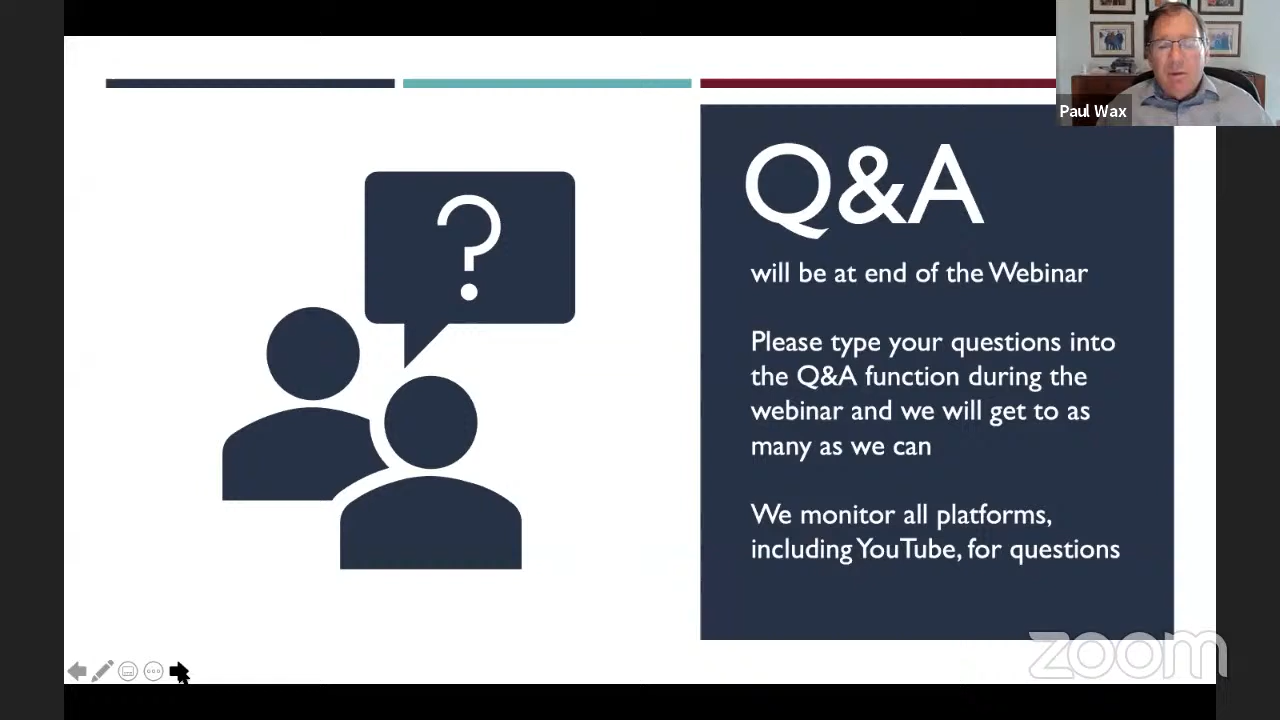 Paul Wax
?
Q&A
will be at end of the Webinar
Please type your questions into
the Q&A function during the
webinar and we will get to as
many as we can
We monitor all platforms,
including YouTube, for questions
zoom